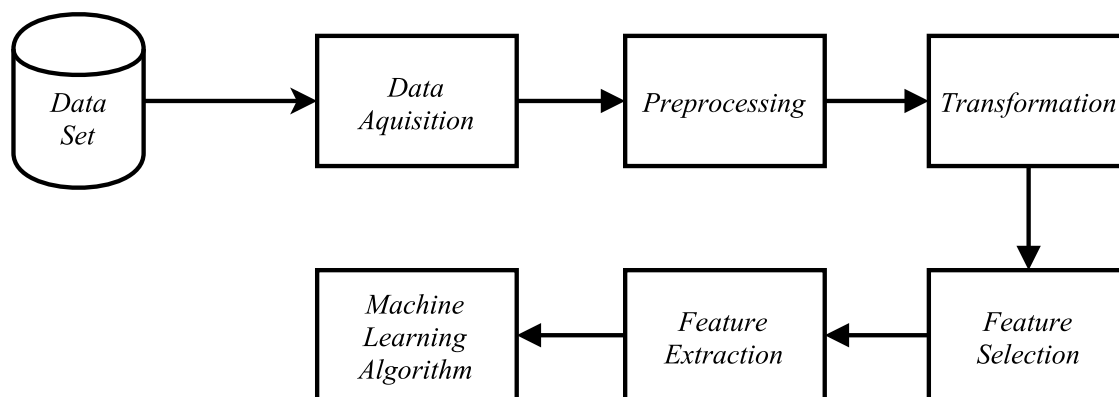 Data
Set
Data
Aquisition
Preprocessing
Transformation
Feature
Selection
Feature
Extraction
Machine
Learning
Algorithm